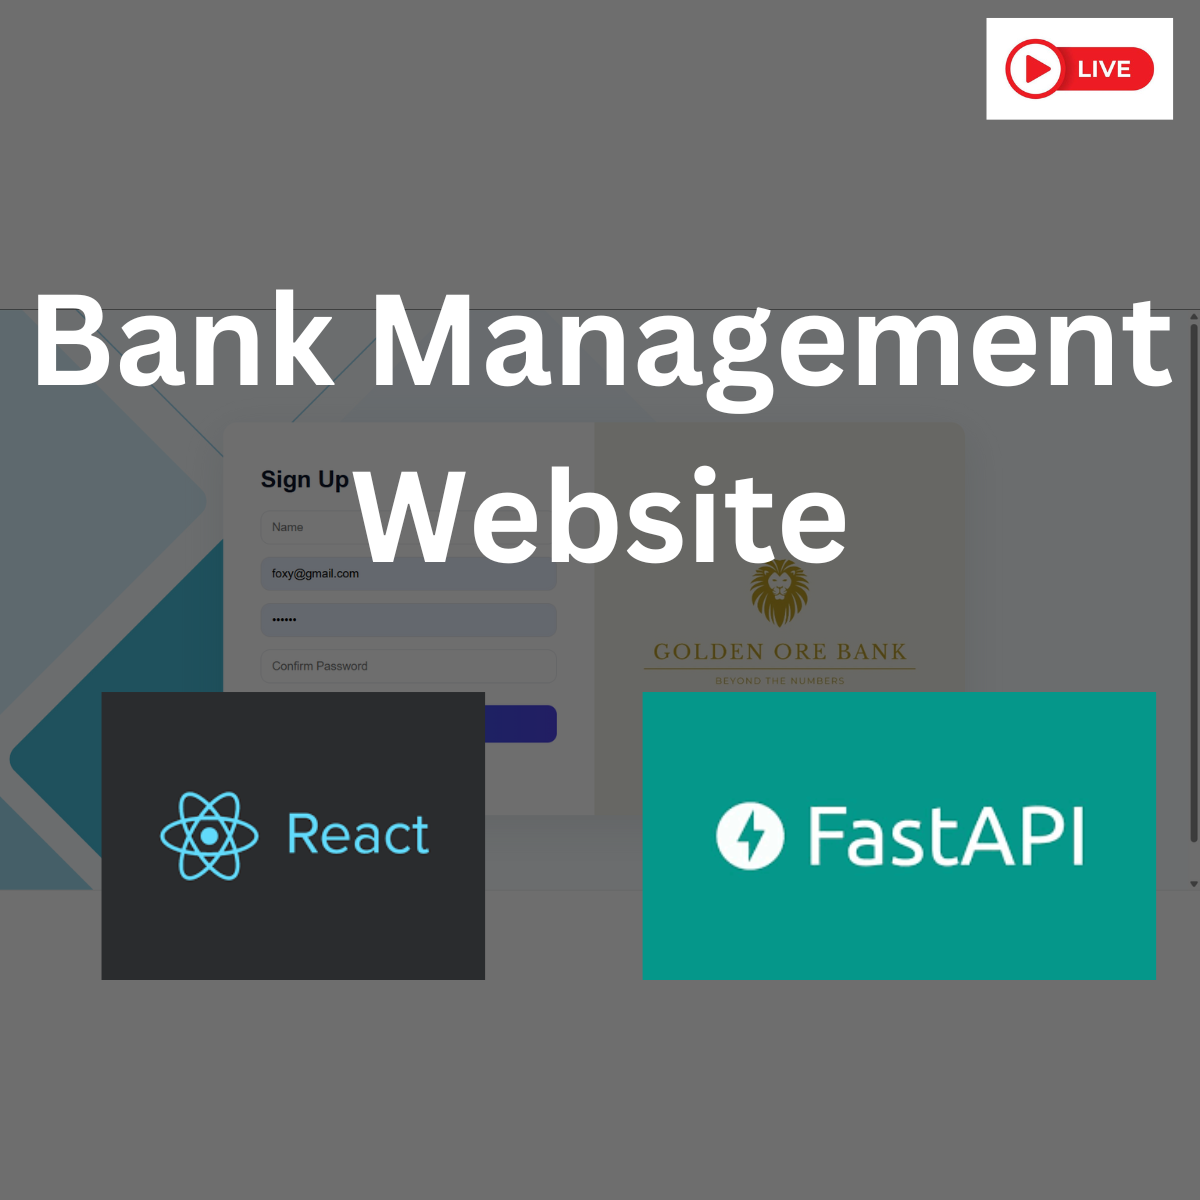 LIVE
Bank Management
Website
Sign Up
Name
foxy@gmail.com
••••••
Confirm Password
GOLDEN ORE BANK
BEYOND THE NUMBERS
React
FastAPI